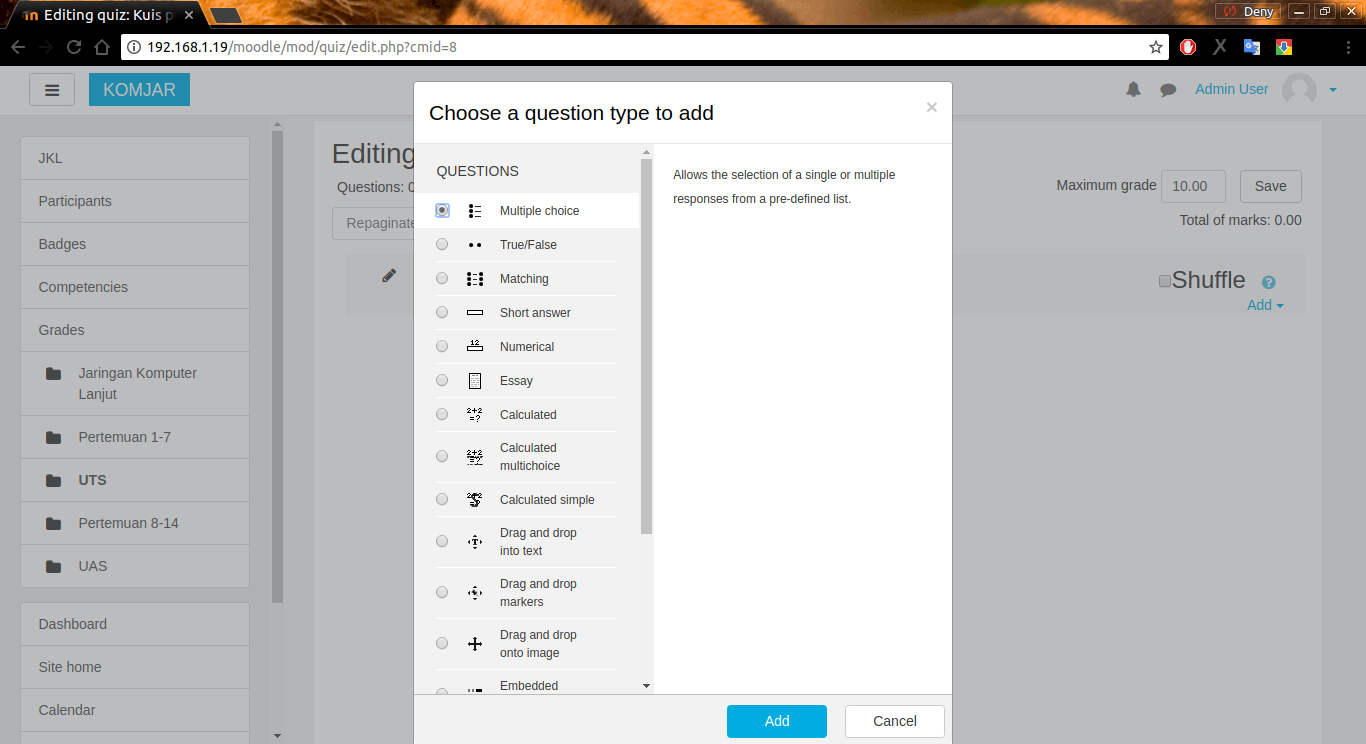 Editing quiz: Kuis p
Deny
192.168.1.19/moodle/mod/quiz/edit.php?cmid=8
KOMJAR
Admin User
JKL
Participants
Badges
Competencies
Grades
Jaringan Komputer
Lanjut
Pertemuan 1-7
UTS
Pertemuan 8-14
UAS
Dashboard
Site home
Calendar
Editing
Questions: 0
Repaginate
Maximum grade 10.00 Save
Total of marks: 0.00
Shuffle
Add
Choose a question type to add
×
QUESTIONS
Multiple choice
True/False
Matching
Short answer
Numerical
Essay
Calculated
Calculated
multichoice
Calculated simple
Drag and drop
into text
Drag and drop
markers
Drag and drop
onto image
Embedded
Allows the selection of a single or multiple
responses from a pre-defined list.
Add Cancel